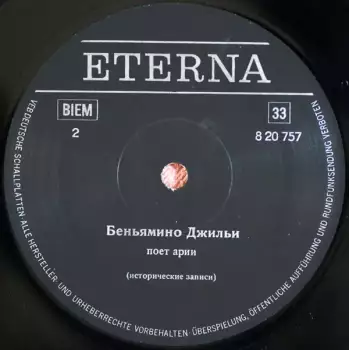 ETERNA
BIEM
33
2
8 20 757
Беньямино Джильи
поет арии
(исторические записи)
VEB DEUTSCHE SCHALLPLATTEN ALLE HERSTELLER- UND URHEBERRECHTE VORBEHALTEN · ÜBERSPIELUNG, ÖFFENTLICHE AUFFÜHRUNG UND RUNDFUNKSENDUNG VERBOTEN